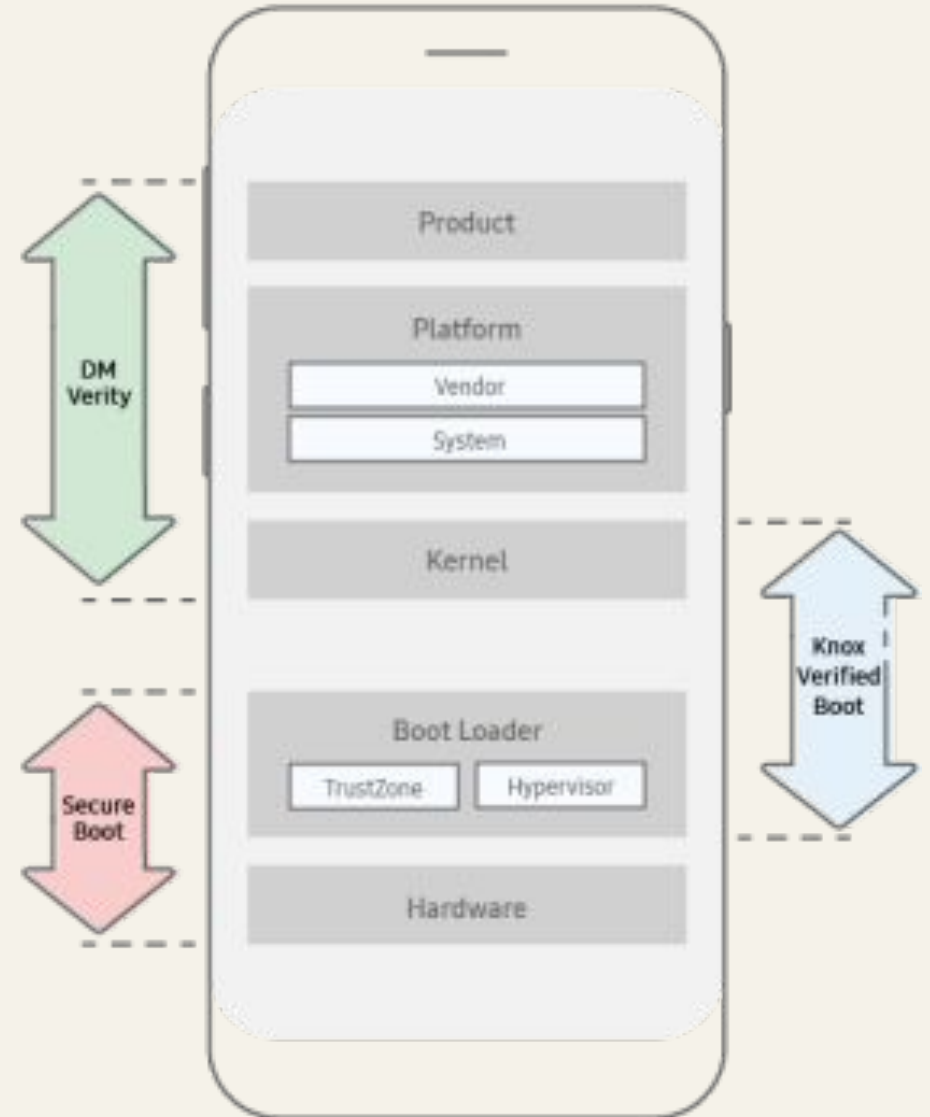 Product
Platform
Vendor
System
Kernel
Boot Loader
TrustZone
Hypervisor
Hardware
DM
Verity
Secure
Boot
Knox
Verified
Boot